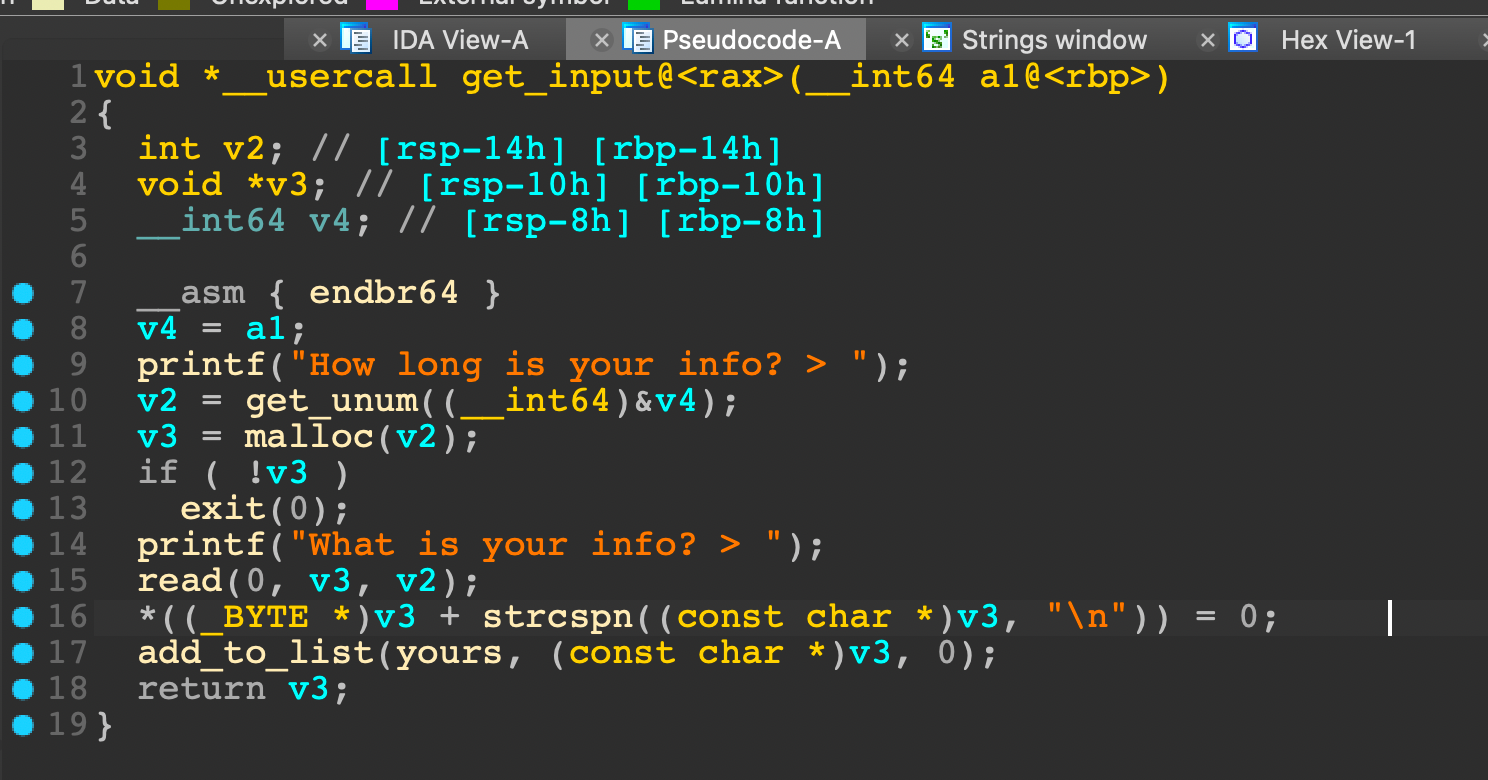 n Data Unexplored External symbol Lumina function
× IDA View-A × Pseudocode-A × 's' Strings window × Hex View-1 ×
1 void *__usercall get_input@<rax>(__int64 a1@<rbp>)
2 {
3 int v2; // [rsp-14h] [rbp-14h]
4 void *v3; // [rsp-10h] [rbp-10h]
5 __int64 v4; // [rsp-8h] [rbp-8h]
6
7 __asm { endbr64 }
8 v4 = a1;
9 printf("How long is your info? > ");
10 v2 = get_unum((__int64)&v4);
11 v3 = malloc(v2);
12 if ( !v3 )
13 exit(0);
14 printf("What is your info? > ");
15 read(0, v3, v2);
16 *((_BYTE *)v3 + strcspn((const char *)v3, "\n")) = 0;
17 add_to_list(yours, (const char *)v3, 0);
18 return v3;
19 }